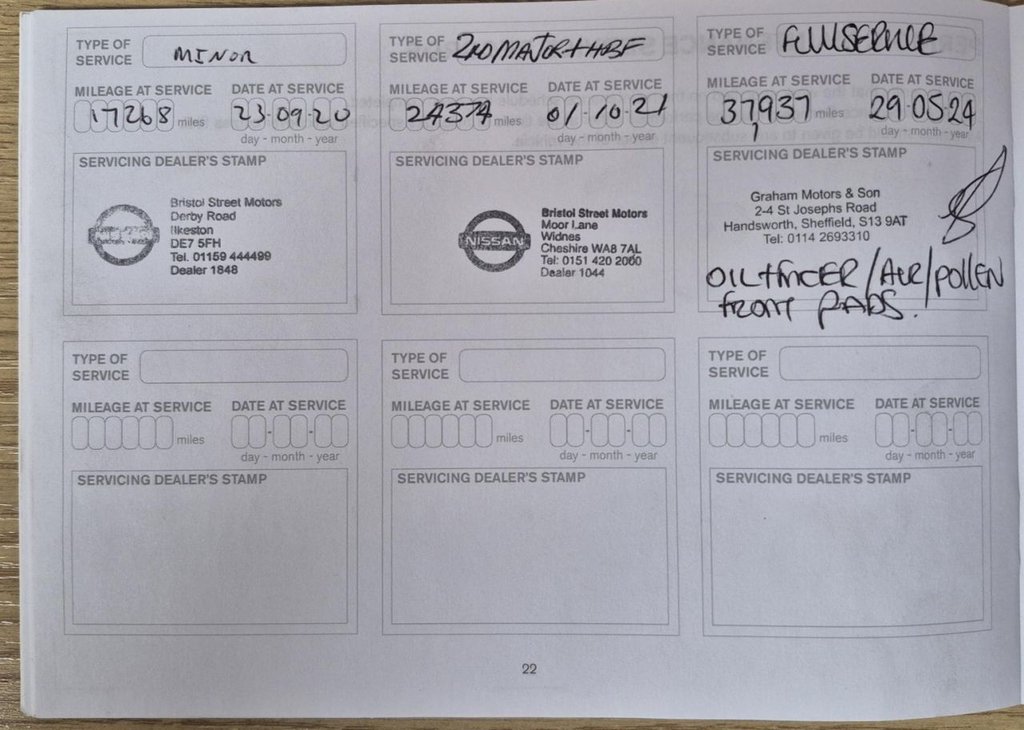 TYPE OF SERVICE MINOR
MILEAGE AT SERVICE DATE AT SERVICE
17268 miles 23-09-20
day - month - year
SERVICING DEALER'S STAMP
Bristol Street Motors
Derby Road
Ilkeston
DE7 5FH
Tel: 01159 444499
Dealer 1848
TYPE OF SERVICE 2ND MAJOR + HBF
MILEAGE AT SERVICE DATE AT SERVICE
24374 miles 01-10-21
day - month - year
SERVICING DEALER'S STAMP
NISSAN
Bristol Street Motors
Moor Lane
Widnes
Cheshire WA8 7AL
Tel: 0151 420 2000
Dealer 1044
TYPE OF SERVICE FULL SERVICE
MILEAGE AT SERVICE DATE AT SERVICE
37937 miles 29-05-24
day - month - year
SERVICING DEALER'S STAMP
Graham Motors & Son
2-4 St Josephs Road
Handsworth, Sheffield, S13 9AT
Tel: 0114 2693310
OIL + FILTER / AIR / POLLEN
FRONT PADS.
TYPE OF SERVICE
MILEAGE AT SERVICE DATE AT SERVICE
miles
day - month - year
SERVICING DEALER'S STAMP
TYPE OF SERVICE
MILEAGE AT SERVICE DATE AT SERVICE
miles
day - month - year
SERVICING DEALER'S STAMP
TYPE OF SERVICE
MILEAGE AT SERVICE DATE AT SERVICE
miles
day - month - year
SERVICING DEALER'S STAMP
22